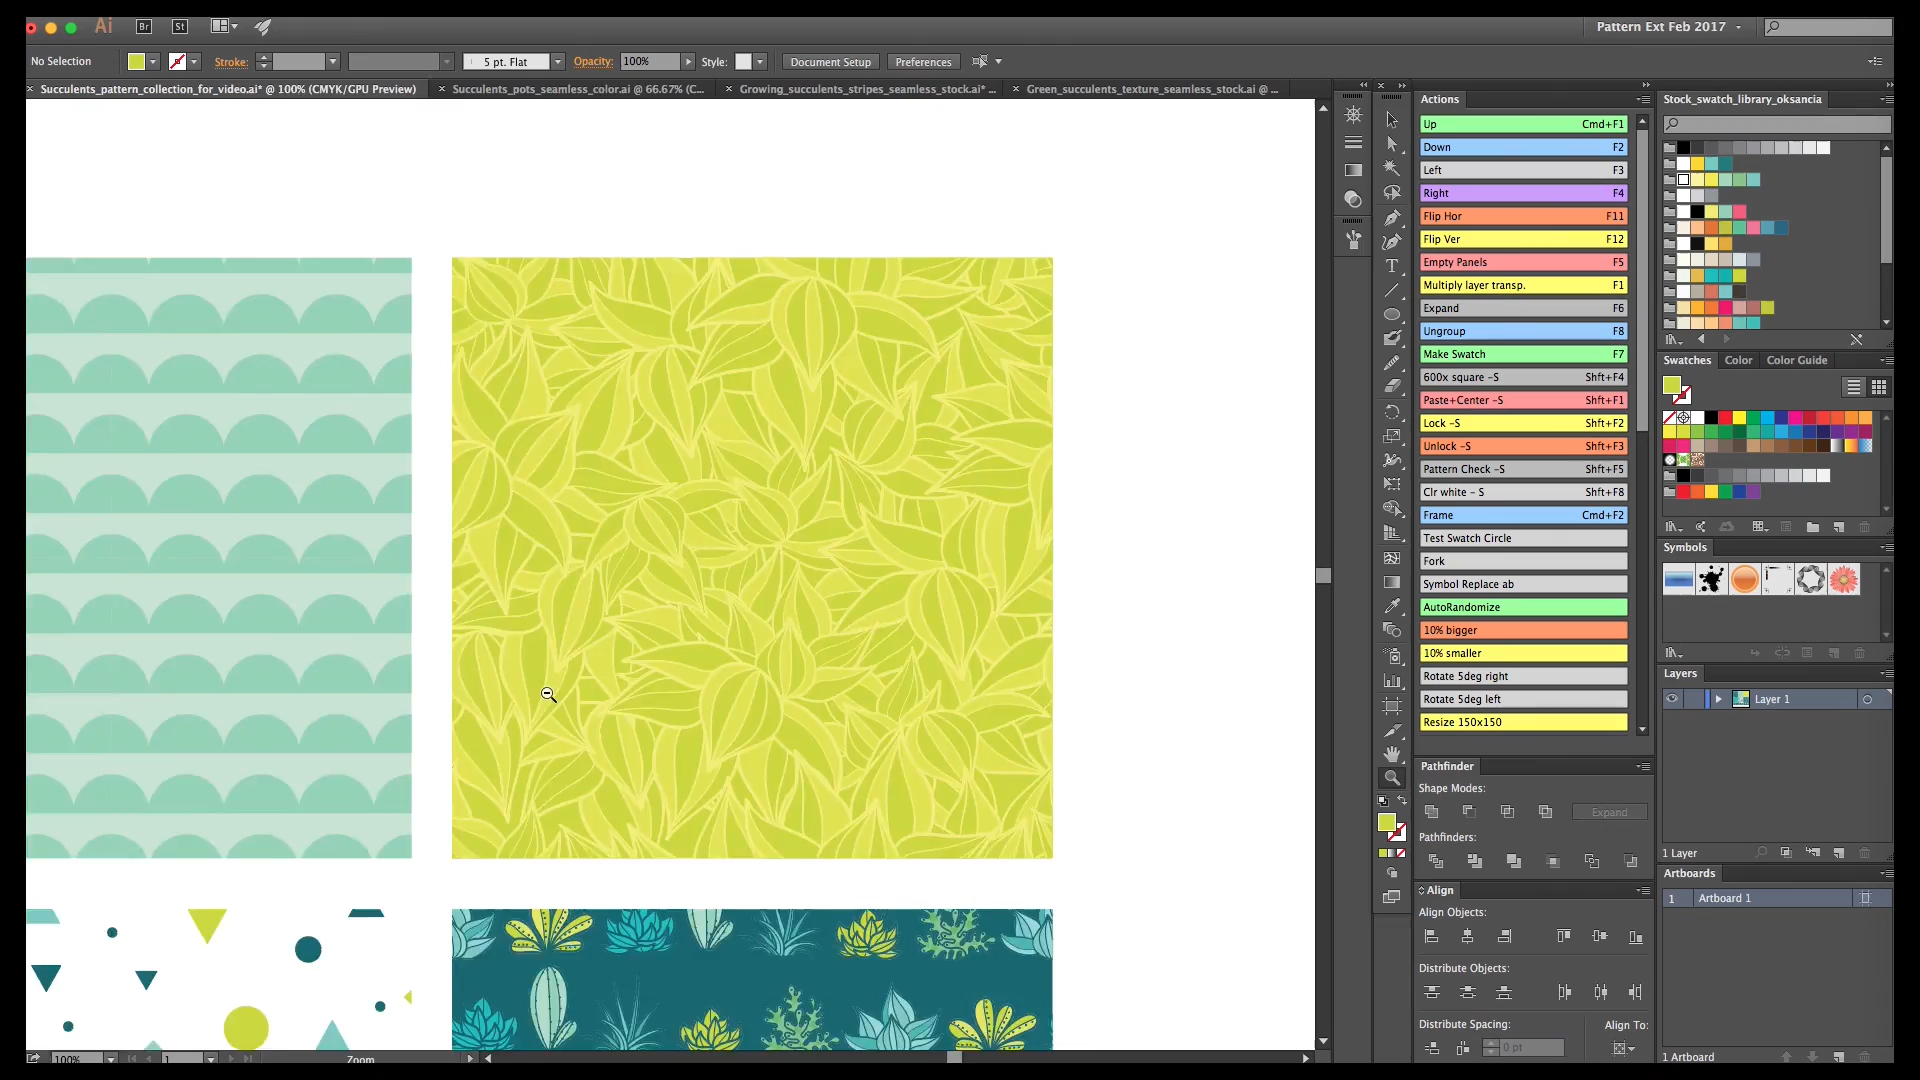 Ai Br St Pattern Ext Feb 2017
No Selection Stroke: 5 pt. Flat Opacity: 100% Style: Document Setup Preferences
Succulents_pattern_collection_for_video.ai* @ 100% (CMYK/GPU Preview) Succulents_pots_seamless_color.ai @ 66.67% (C... Growing_succulents_stripes_seamless_stock.ai* ... Green_succulents_texture_seamless_stock.ai @ ...
Actions
Up Cmd+F1
Down F2
Left F3
Right F4
Flip Hor F11
Flip Ver F12
Empty Panels F5
Multiply layer transp. F1
Expand F6
Ungroup F8
Make Swatch F7
600x square -S Shft+F4
Paste+Center -S Shft+F1
Lock -S Shft+F2
Unlock -S Shft+F3
Pattern Check -S Shft+F5
Clr white - S Shft+F8
Frame Cmd+F2
Test Swatch Circle
Fork
Symbol Replace ab
AutoRandomize
10% bigger
10% smaller
Rotate 5deg right
Rotate 5deg left
Resize 150x150
Pathfinder
Shape Modes:
Expand
Pathfinders:
Align
Align Objects:
Distribute Objects:
Distribute Spacing: Align To:
0 pt
Stock_swatch_library_oksancia
Swatches Color Color Guide
Symbols
Layers
Layer 1
1 Layer
Artboards
1 Artboard 1
1 Artboard
100% 1 Zoom